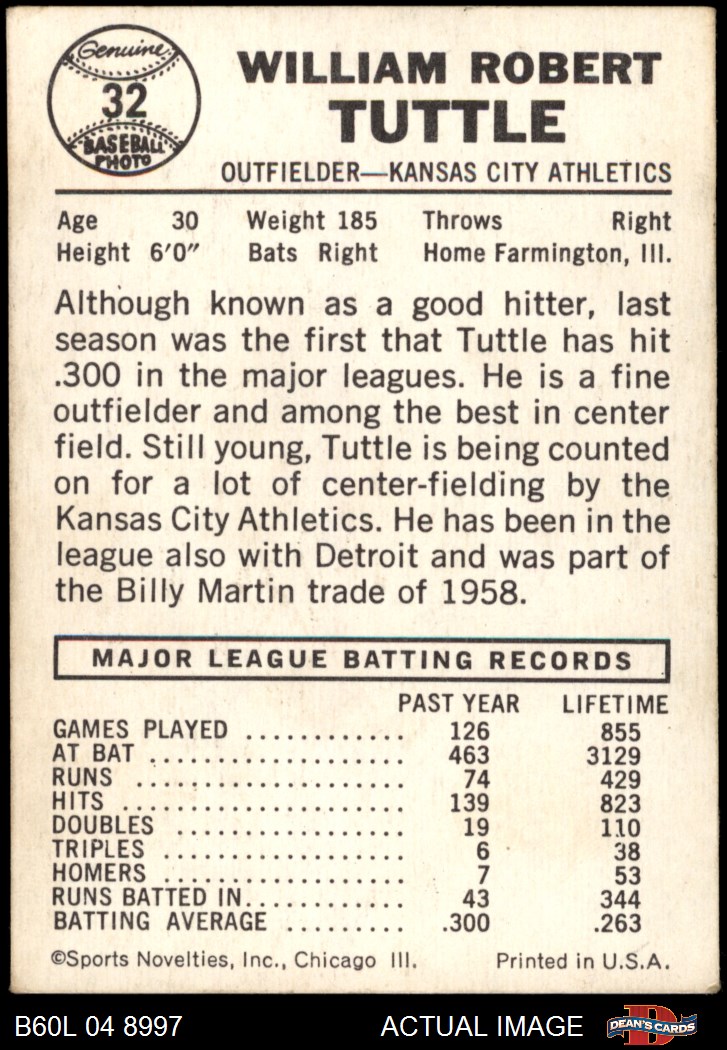 Genuine
32
BASEBALL
PHOTO
WILLIAM ROBERT
TUTTLE
OUTFIELDER—KANSAS CITY ATHLETICS
Age 30 Weight 185 Throws Right
Height 6'0" Bats Right Home Farmington, Ill.
Although known as a good hitter, last
season was the first that Tuttle has hit
.300 in the major leagues. He is a fine
outfielder and among the best in center
field. Still young, Tuttle is being counted
on for a lot of center-fielding by the
Kansas City Athletics. He has been in the
league also with Detroit and was part of
the Billy Martin trade of 1958.
MAJOR LEAGUE BATTING RECORDS
PAST YEAR LIFETIME
GAMES PLAYED ............ 126 855
AT BAT ................... 463 3129
RUNS .................... 74 429
HITS ..................... 139 823
DOUBLES ................. 19 110
TRIPLES .................. 6 38
HOMERS .................. 7 53
RUNS BATTED IN............ 43 344
BATTING AVERAGE ......... .300 .263
©Sports Novelties, Inc., Chicago Ill. Printed in U.S.A.
B60L 04 8997 ACTUAL IMAGE DEAN'S CARDS